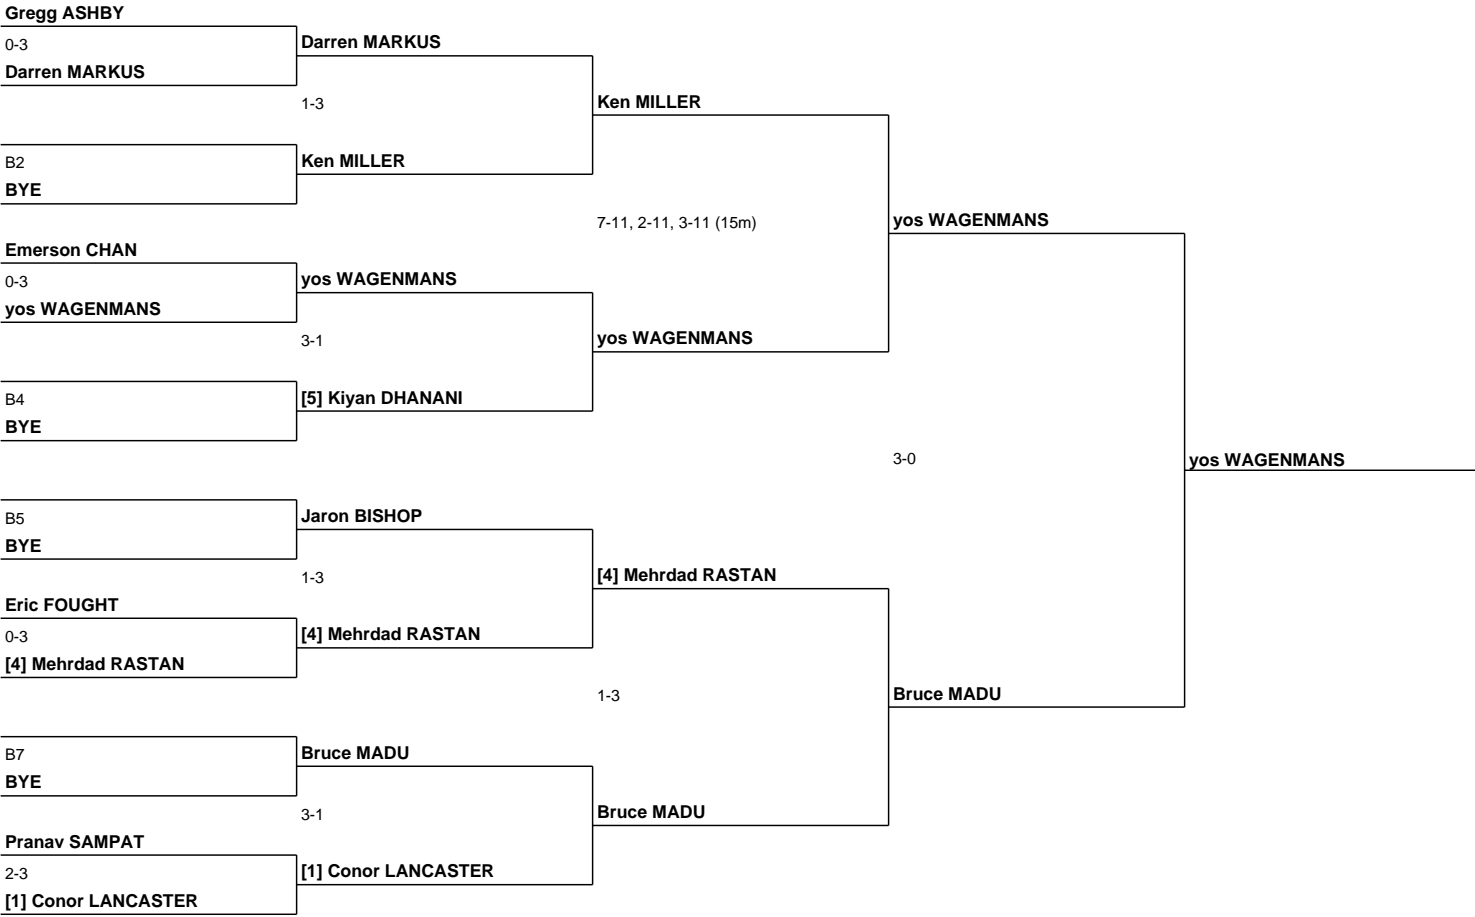 Gregg ASHBY
0-3
Darren MARKUS
Darren MARKUS
1-3
Ken MILLER
B2
BYE
Ken MILLER
7-11, 2-11, 3-11 (15m)
yos WAGENMANS
Emerson CHAN
0-3
yos WAGENMANS
yos WAGENMANS
3-1
yos WAGENMANS
B4
BYE
[5] Kiyan DHANANI
3-0
yos WAGENMANS
B5
BYE
Jaron BISHOP
1-3
[4] Mehrdad RASTAN
Eric FOUGHT
0-3
[4] Mehrdad RASTAN
[4] Mehrdad RASTAN
1-3
Bruce MADU
B7
BYE
Bruce MADU
3-1
Bruce MADU
Pranav SAMPAT
2-3
[1] Conor LANCASTER
[1] Conor LANCASTER